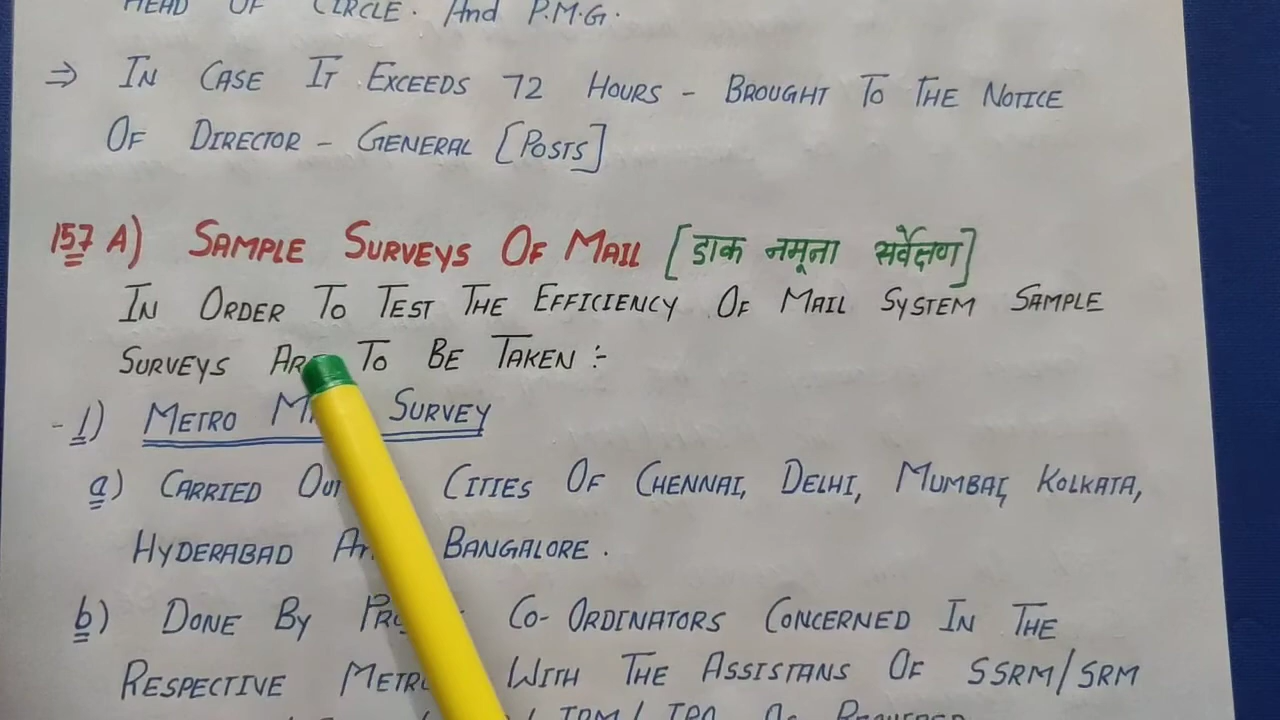 HEAD OF CIRCLE. And P.M.G.
⇒ IN CASE IT EXCEEDS 72 HOURS - BROUGHT TO THE NOTICE
OF DIRECTOR - GENERAL [POSTS]
157 A) SAMPLE SURVEYS OF MAIL [डाक नमूना सर्वेक्षण]
IN ORDER TO TEST THE EFFICIENCY OF MAIL SYSTEM SAMPLE
SURVEYS ARE TO BE TAKEN :-
- 1) METRO SURVEY
a) CARRIED CITIES OF CHENNAI, DELHI, MUMBAI, KOLKATA,
HYDERABAD BANGALORE.
b) DONE BY CO-ORDINATORS CONCERNED IN THE
RESPECTIVE METRO WITH THE ASSISTANS OF SSRM/SRM